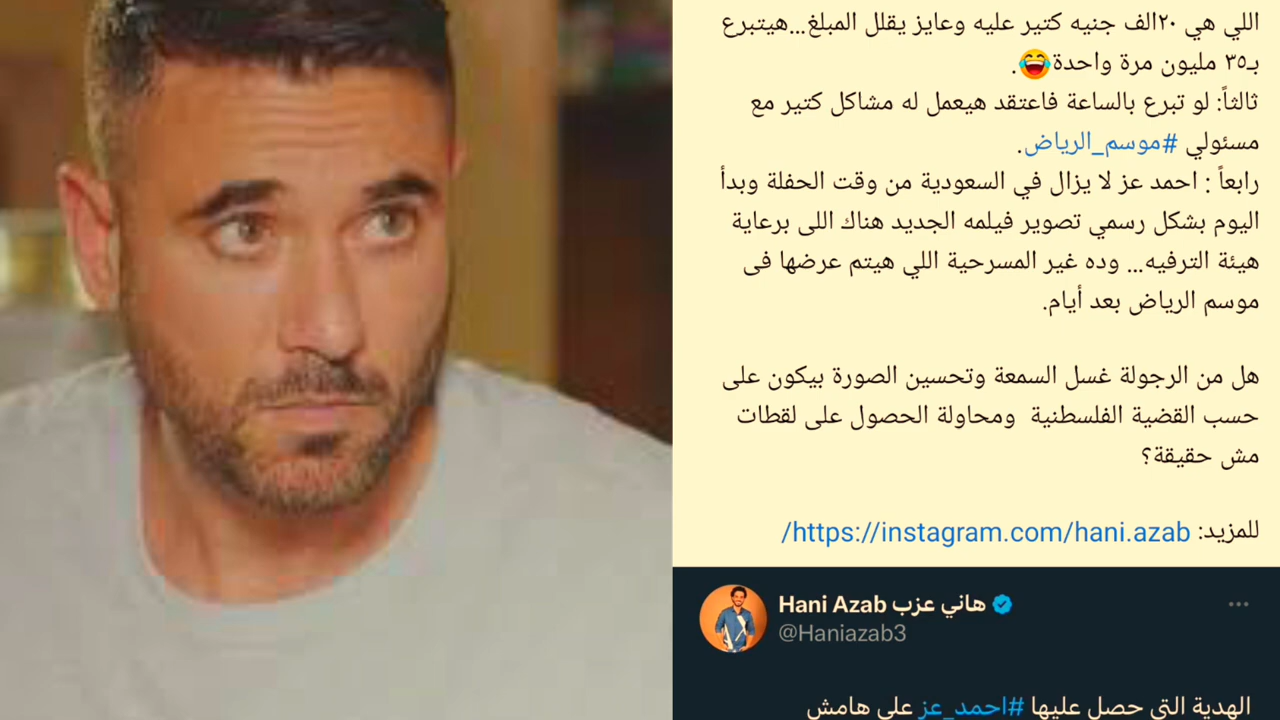 اللي هي ٢٠الف جنيه كتير عليه وعايز يقلل المبلغ...هيتبرع
بـ٣٥ مليون مرة واحدة😂.
ثالثاً: لو تبرع بالساعة فاعتقد هيعمل له مشاكل كتير مع
مسئولي #موسم_الرياض.
رابعاً : احمد عز لا يزال في السعودية من وقت الحفلة وبدأ
اليوم بشكل رسمي تصوير فيلمه الجديد هناك اللى برعاية
هيئة الترفيه... وده غير المسرحية اللي هيتم عرضها فى
موسم الرياض بعد أيام.
هل من الرجولة غسل السمعة وتحسين الصورة بيكون على
حسب القضية الفلسطنية ومحاولة الحصول على لقطات
مش حقيقة؟
للمزيد: https://instagram.com/hani.azab/
Hani Azab هاني عزب
@Haniazab3
الهدية التي حصل عليها #احمد_عز على هامش